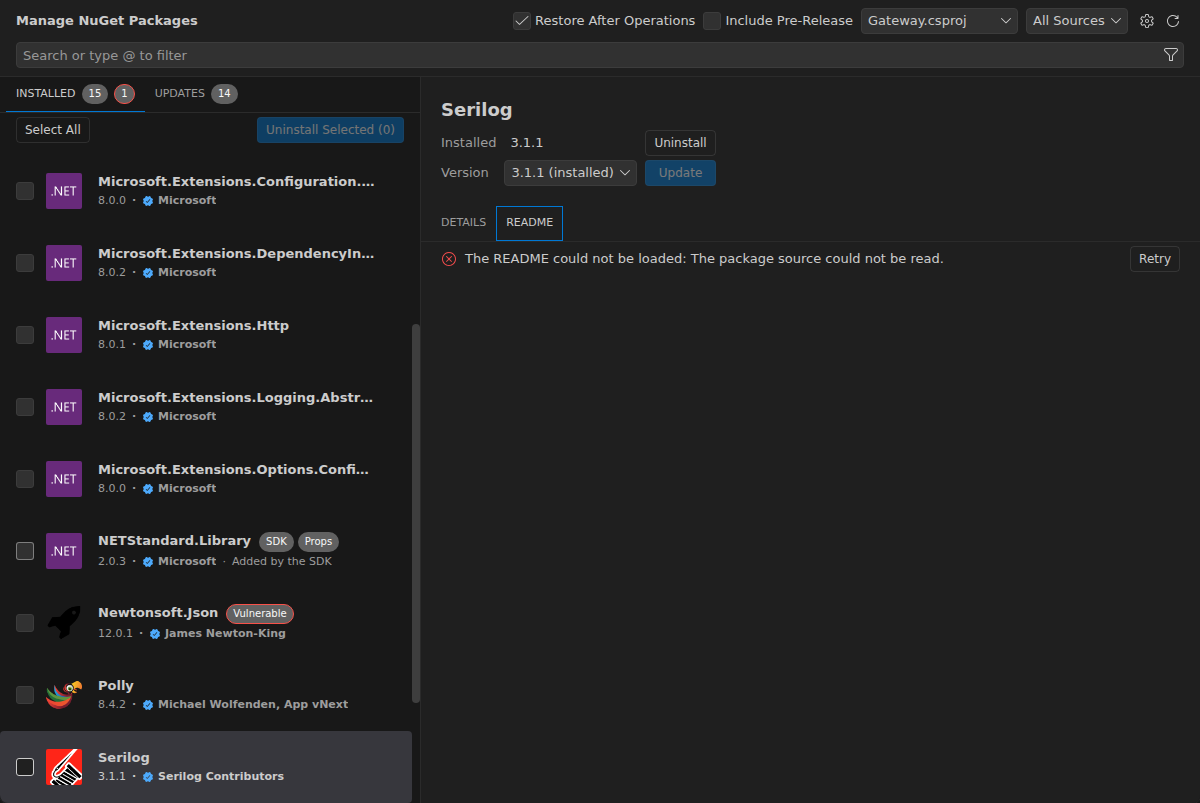 Manage NuGet Packages
Restore After Operations
Include Pre-Release
Gateway.csproj
All Sources
Search or type @ to filter
INSTALLED 15 1 UPDATES 14
Select All
Uninstall Selected (0)
.NET
Microsoft.Extensions.Configuration....
8.0.0 · Microsoft
.NET
Microsoft.Extensions.DependencyIn...
8.0.2 · Microsoft
.NET
Microsoft.Extensions.Http
8.0.1 · Microsoft
.NET
Microsoft.Extensions.Logging.Abstr...
8.0.2 · Microsoft
.NET
Microsoft.Extensions.Options.Confi...
8.0.0 · Microsoft
.NET
NETStandard.Library SDK Props
2.0.3 · Microsoft · Added by the SDK
Newtonsoft.Json Vulnerable
12.0.1 · James Newton-King
Polly
8.4.2 · Michael Wolfenden, App vNext
Serilog
3.1.1 · Serilog Contributors
Serilog
Installed 3.1.1 Uninstall
Version 3.1.1 (installed) Update
DETAILS README
The README could not be loaded: The package source could not be read.
Retry